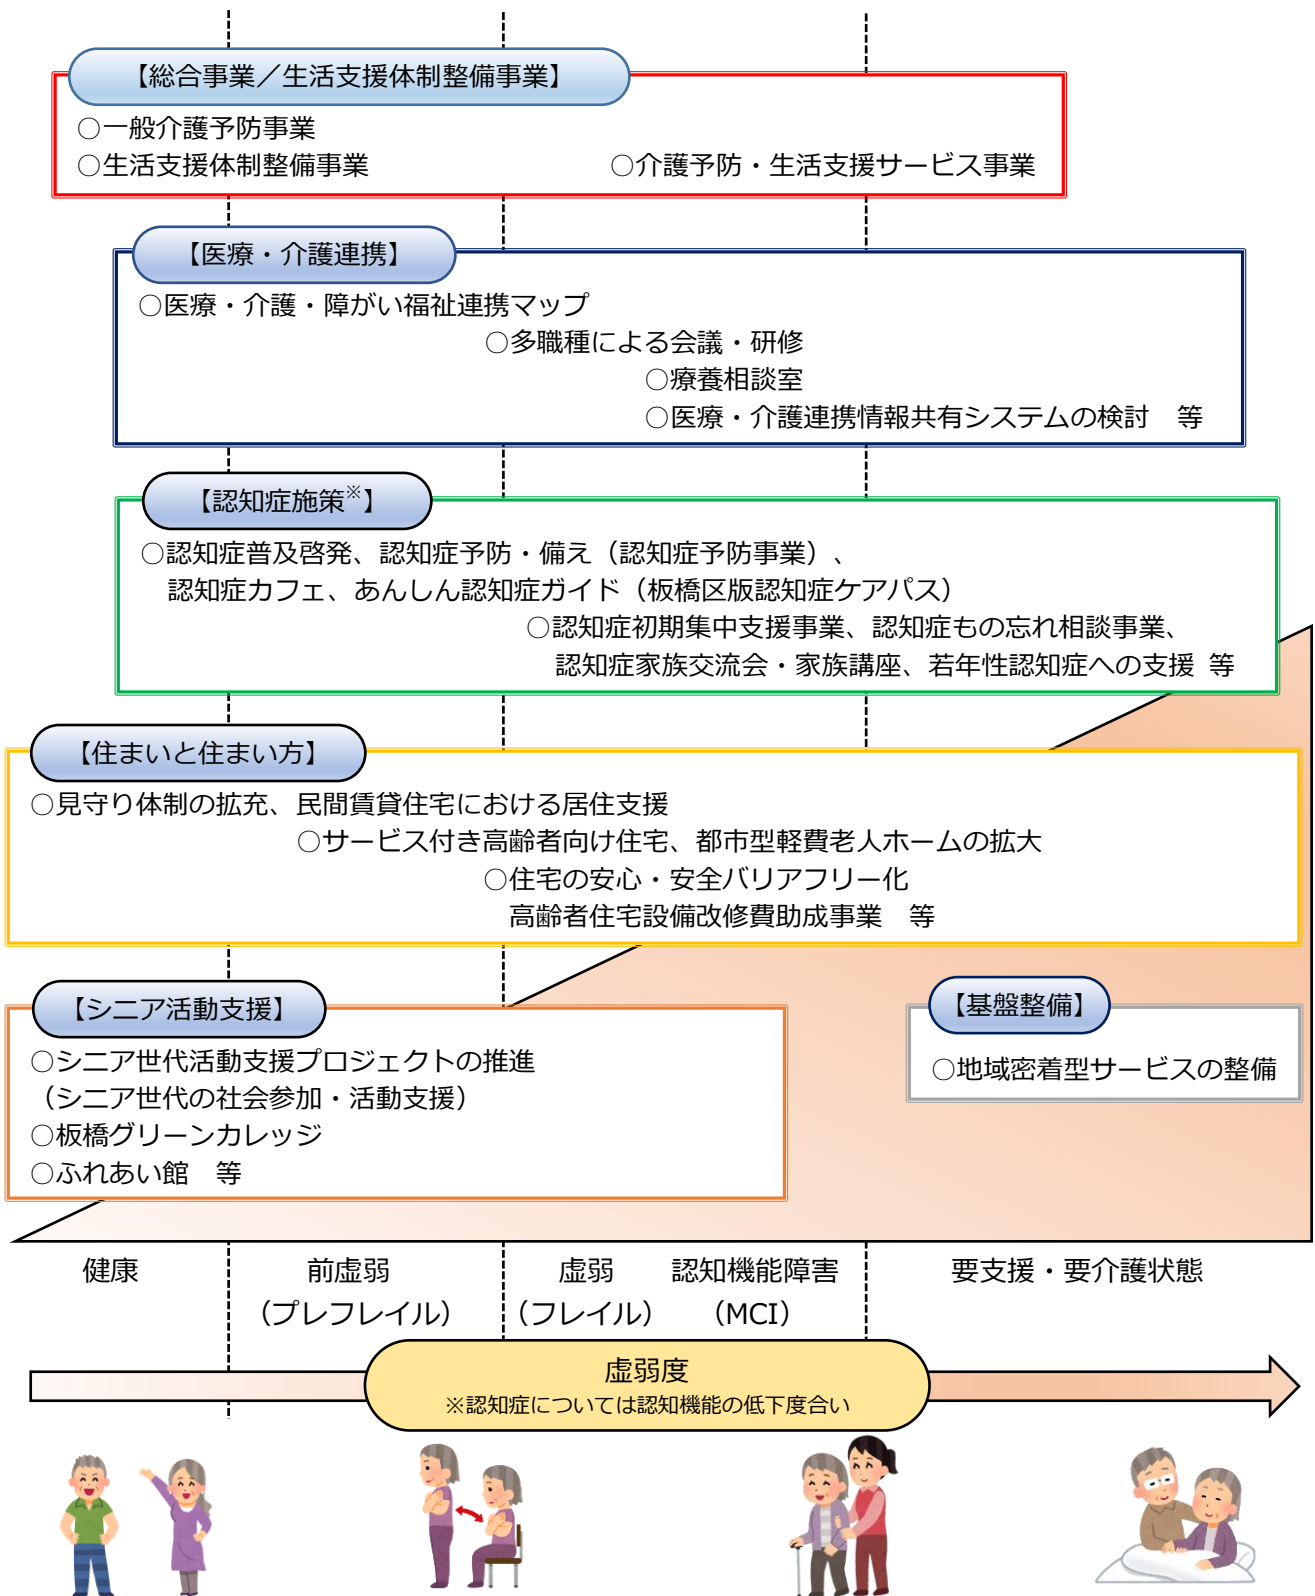 【総合事業／生活支援体制整備事業】
○一般介護予防事業
○生活支援体制整備事業　○介護予防・生活支援サービス事業
【医療・介護連携】
○医療・介護・障がい福祉連携マップ
○多職種による会議・研修
○療養相談室
○医療・介護連携情報共有システムの検討　等
【認知症施策※】
○認知症普及啓発、認知症予防・備え（認知症予防事業）、
認知症カフェ、あんしん認知症ガイド（板橋区版認知症ケアパス）
○認知症初期集中支援事業、認知症もの忘れ相談事業、
認知症家族交流会・家族講座、若年性認知症への支援 等
【住まいと住まい方】
○見守り体制の拡充、民間賃貸住宅における居住支援
○サービス付き高齢者向け住宅、都市型軽費老人ホームの拡大
○住宅の安心・安全バリアフリー化
高齢者住宅設備改修費助成事業　等
【シニア活動支援】
○シニア世代活動支援プロジェクトの推進
（シニア世代の社会参加・活動支援）
○板橋グリーンカレッジ
○ふれあい館　等
【基盤整備】
○地域密着型サービスの整備
健康　前虚弱　虚弱　認知機能障害　要支援・要介護状態
（プレフレイル）　（フレイル）　（MCI）
虚弱度
※認知症については認知機能の低下度合い